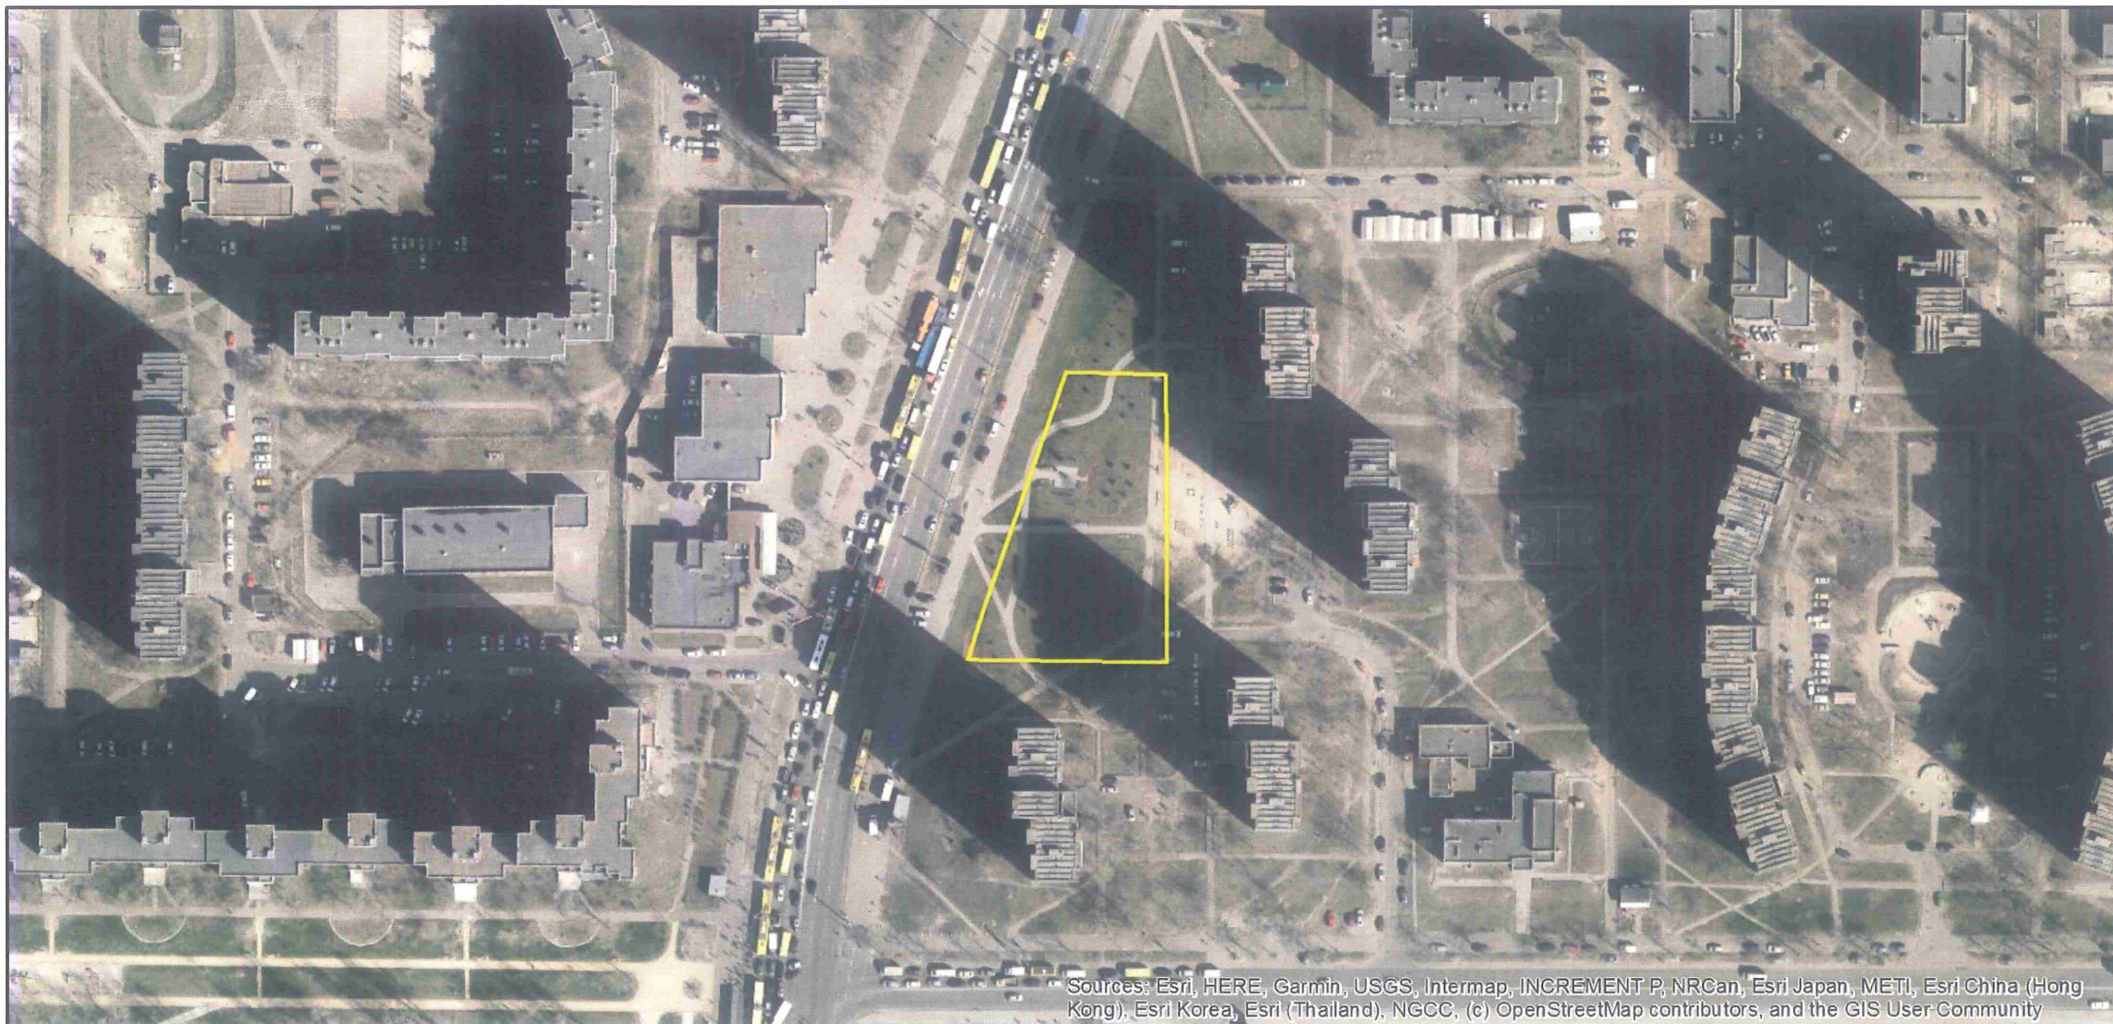 Sources: Esri, HERE, Garmin, USGS, Intermap, INCREMENT P, NRCan, Esri Japan, METI, Esri China (Hong
Kong), Esri Korea, Esri (Thailand), NGCC, (c) OpenStreetMap contributors, and the GIS User Community